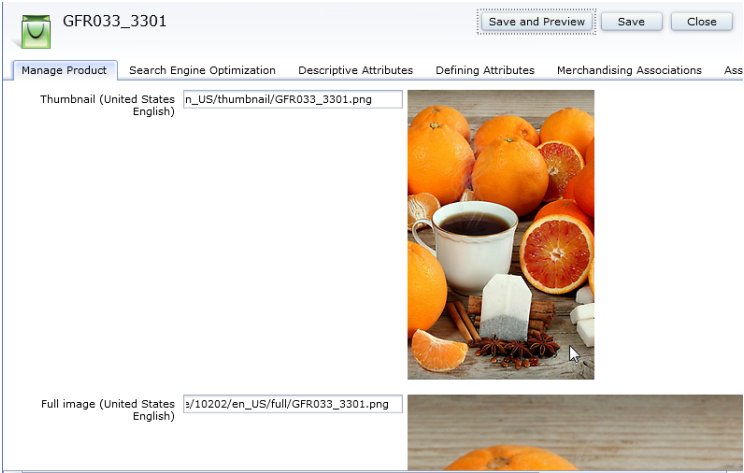 GFR033_3301
Save and Preview Save Close
Manage Product Search Engine Optimization Descriptive Attributes Defining Attributes Merchandising Associations Ass
Thumbnail (United States n_US/thumbnail/GFR033_3301.png
English)
Full image (United States e/10202/en_US/full/GFR033_3301.png
English)